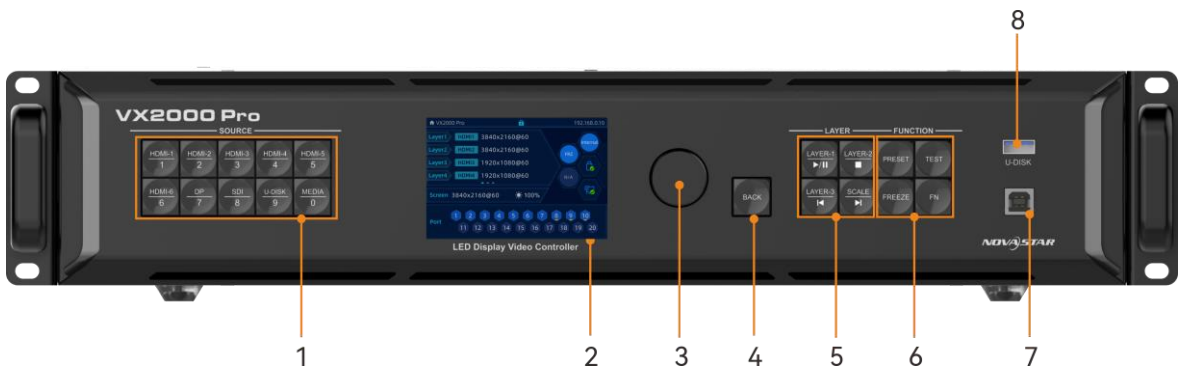 8
VX2000 Pro
SOURCE
HDMI-1 HDMI-2 HDMI-3 HDMI-4 HDMI-5
1 2 3 4 5
HDMI-6 OP SDI U-DISK MEDIA
6 7 8 9 0
VX2000 Pro 192.168.0.10
Layer1 HDMI1 3840x2160@60
Layer2 HDMI2 3840x2160@60
Layer3 HDMI3 1920x1080@60
Layer4 HDMI4 1920x1080@60
FRZ
N/A
Screen 3840x2160@60 100%
Port 1 2 3 4 5 6 7 8 9 10
11 12 13 14 15 16 17 18 19 20
LED Display Video Controller
BACK
LAYER FUNCTION
LAYER-1 LAYER-2 PRESET TEST
LAYER-3 SCALE FREEZE FN
U-DISK
NOVASTAR
1 2 3 4 5 6 7